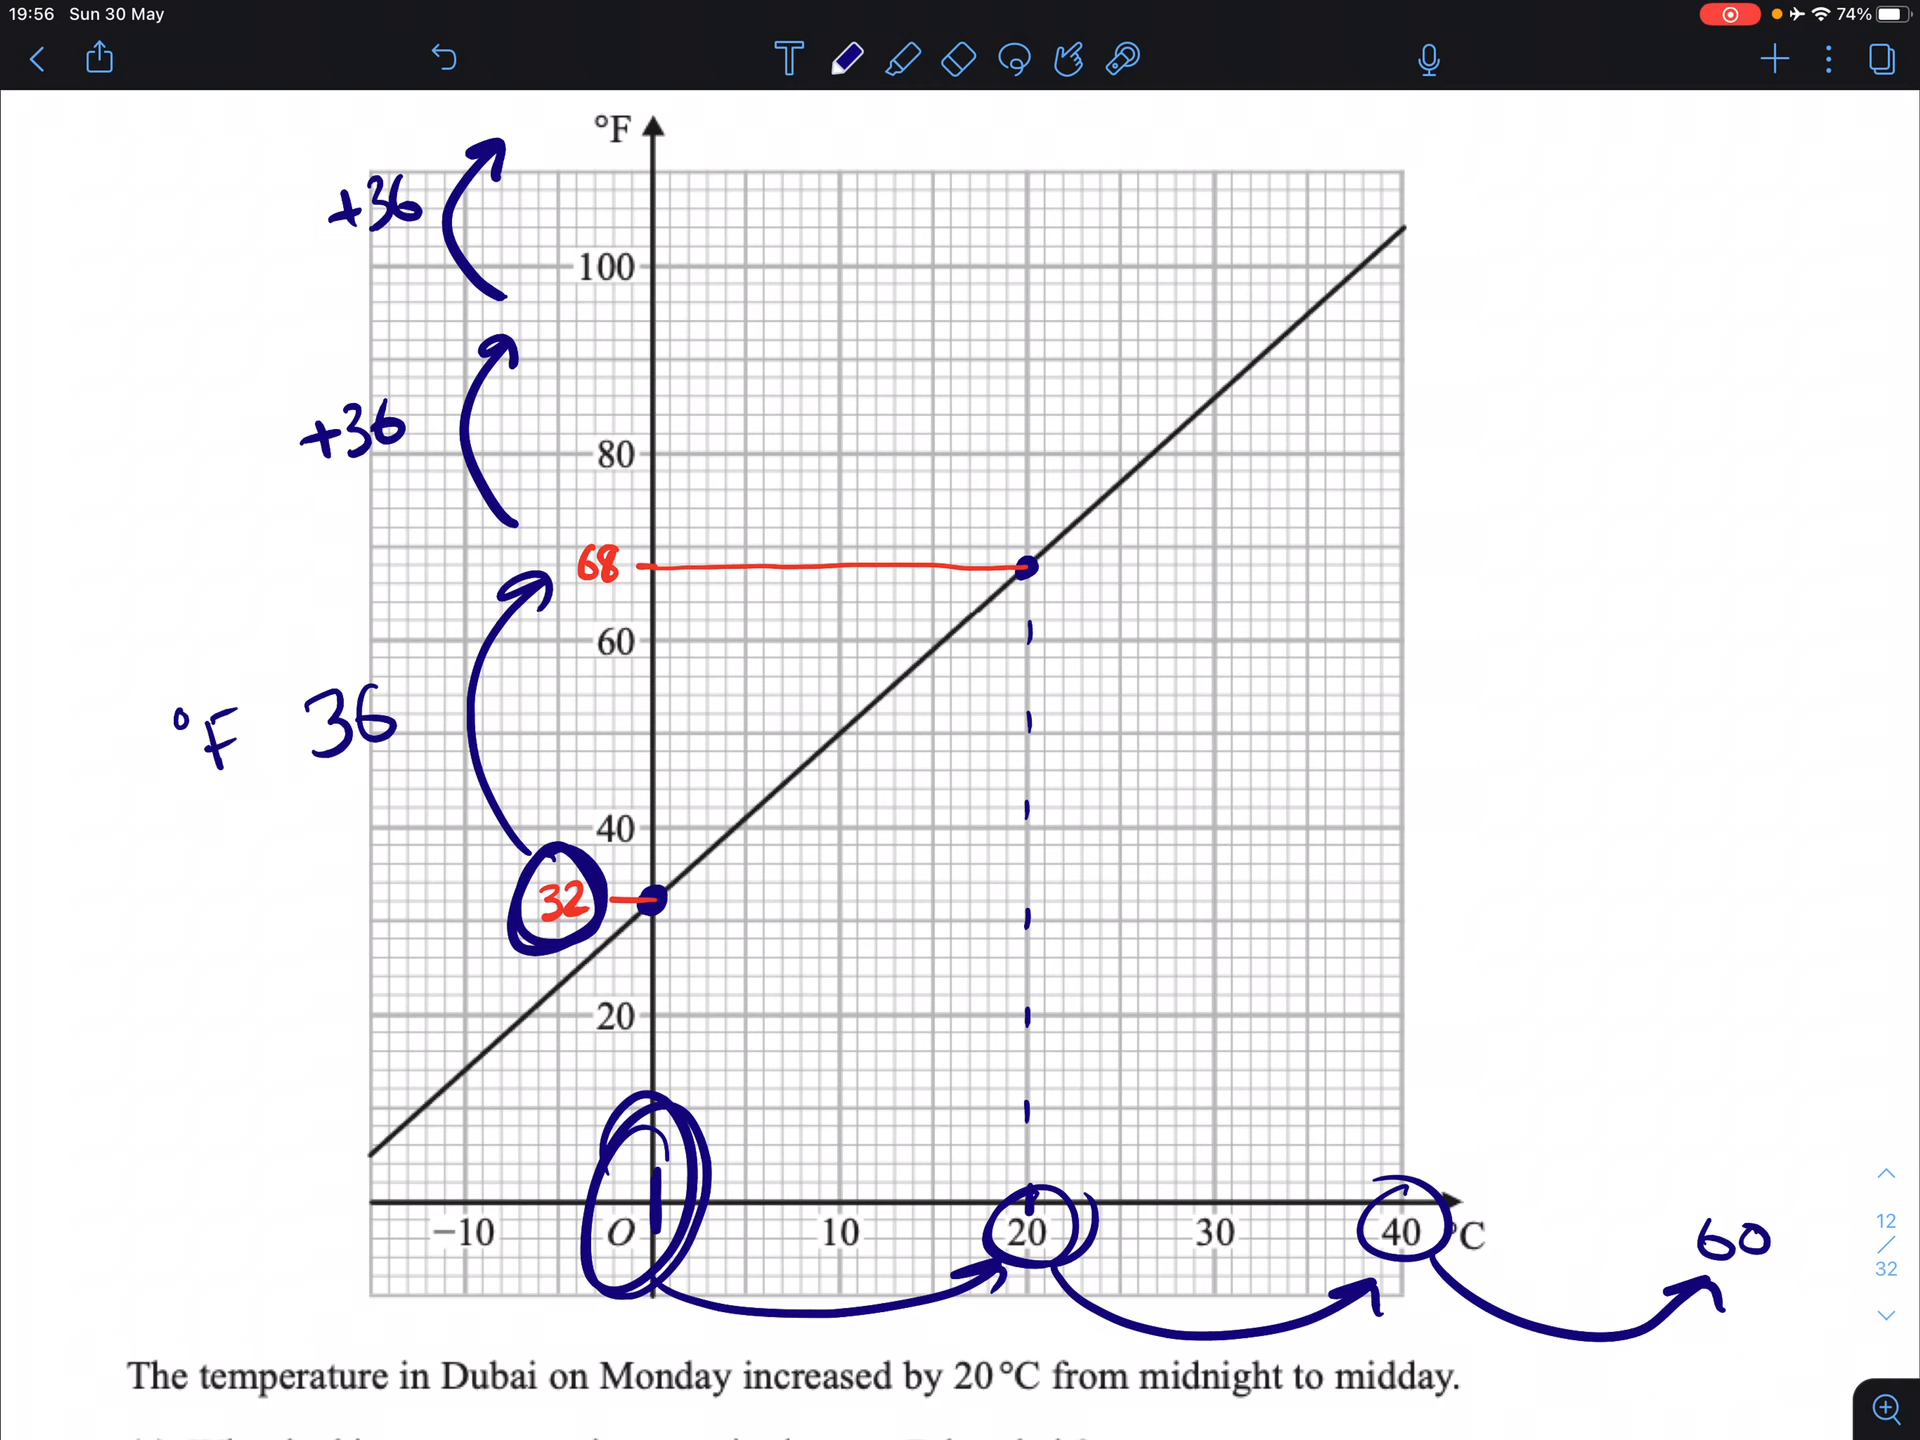 19:56 Sun 30 May
74%
T
°F
+36
100
+36
80
68
60
°F 36
40
32
20
−10 O 10 20 30 40 °C
60
12
/
32
The temperature in Dubai on Monday increased by 20 °C from midnight to midday.